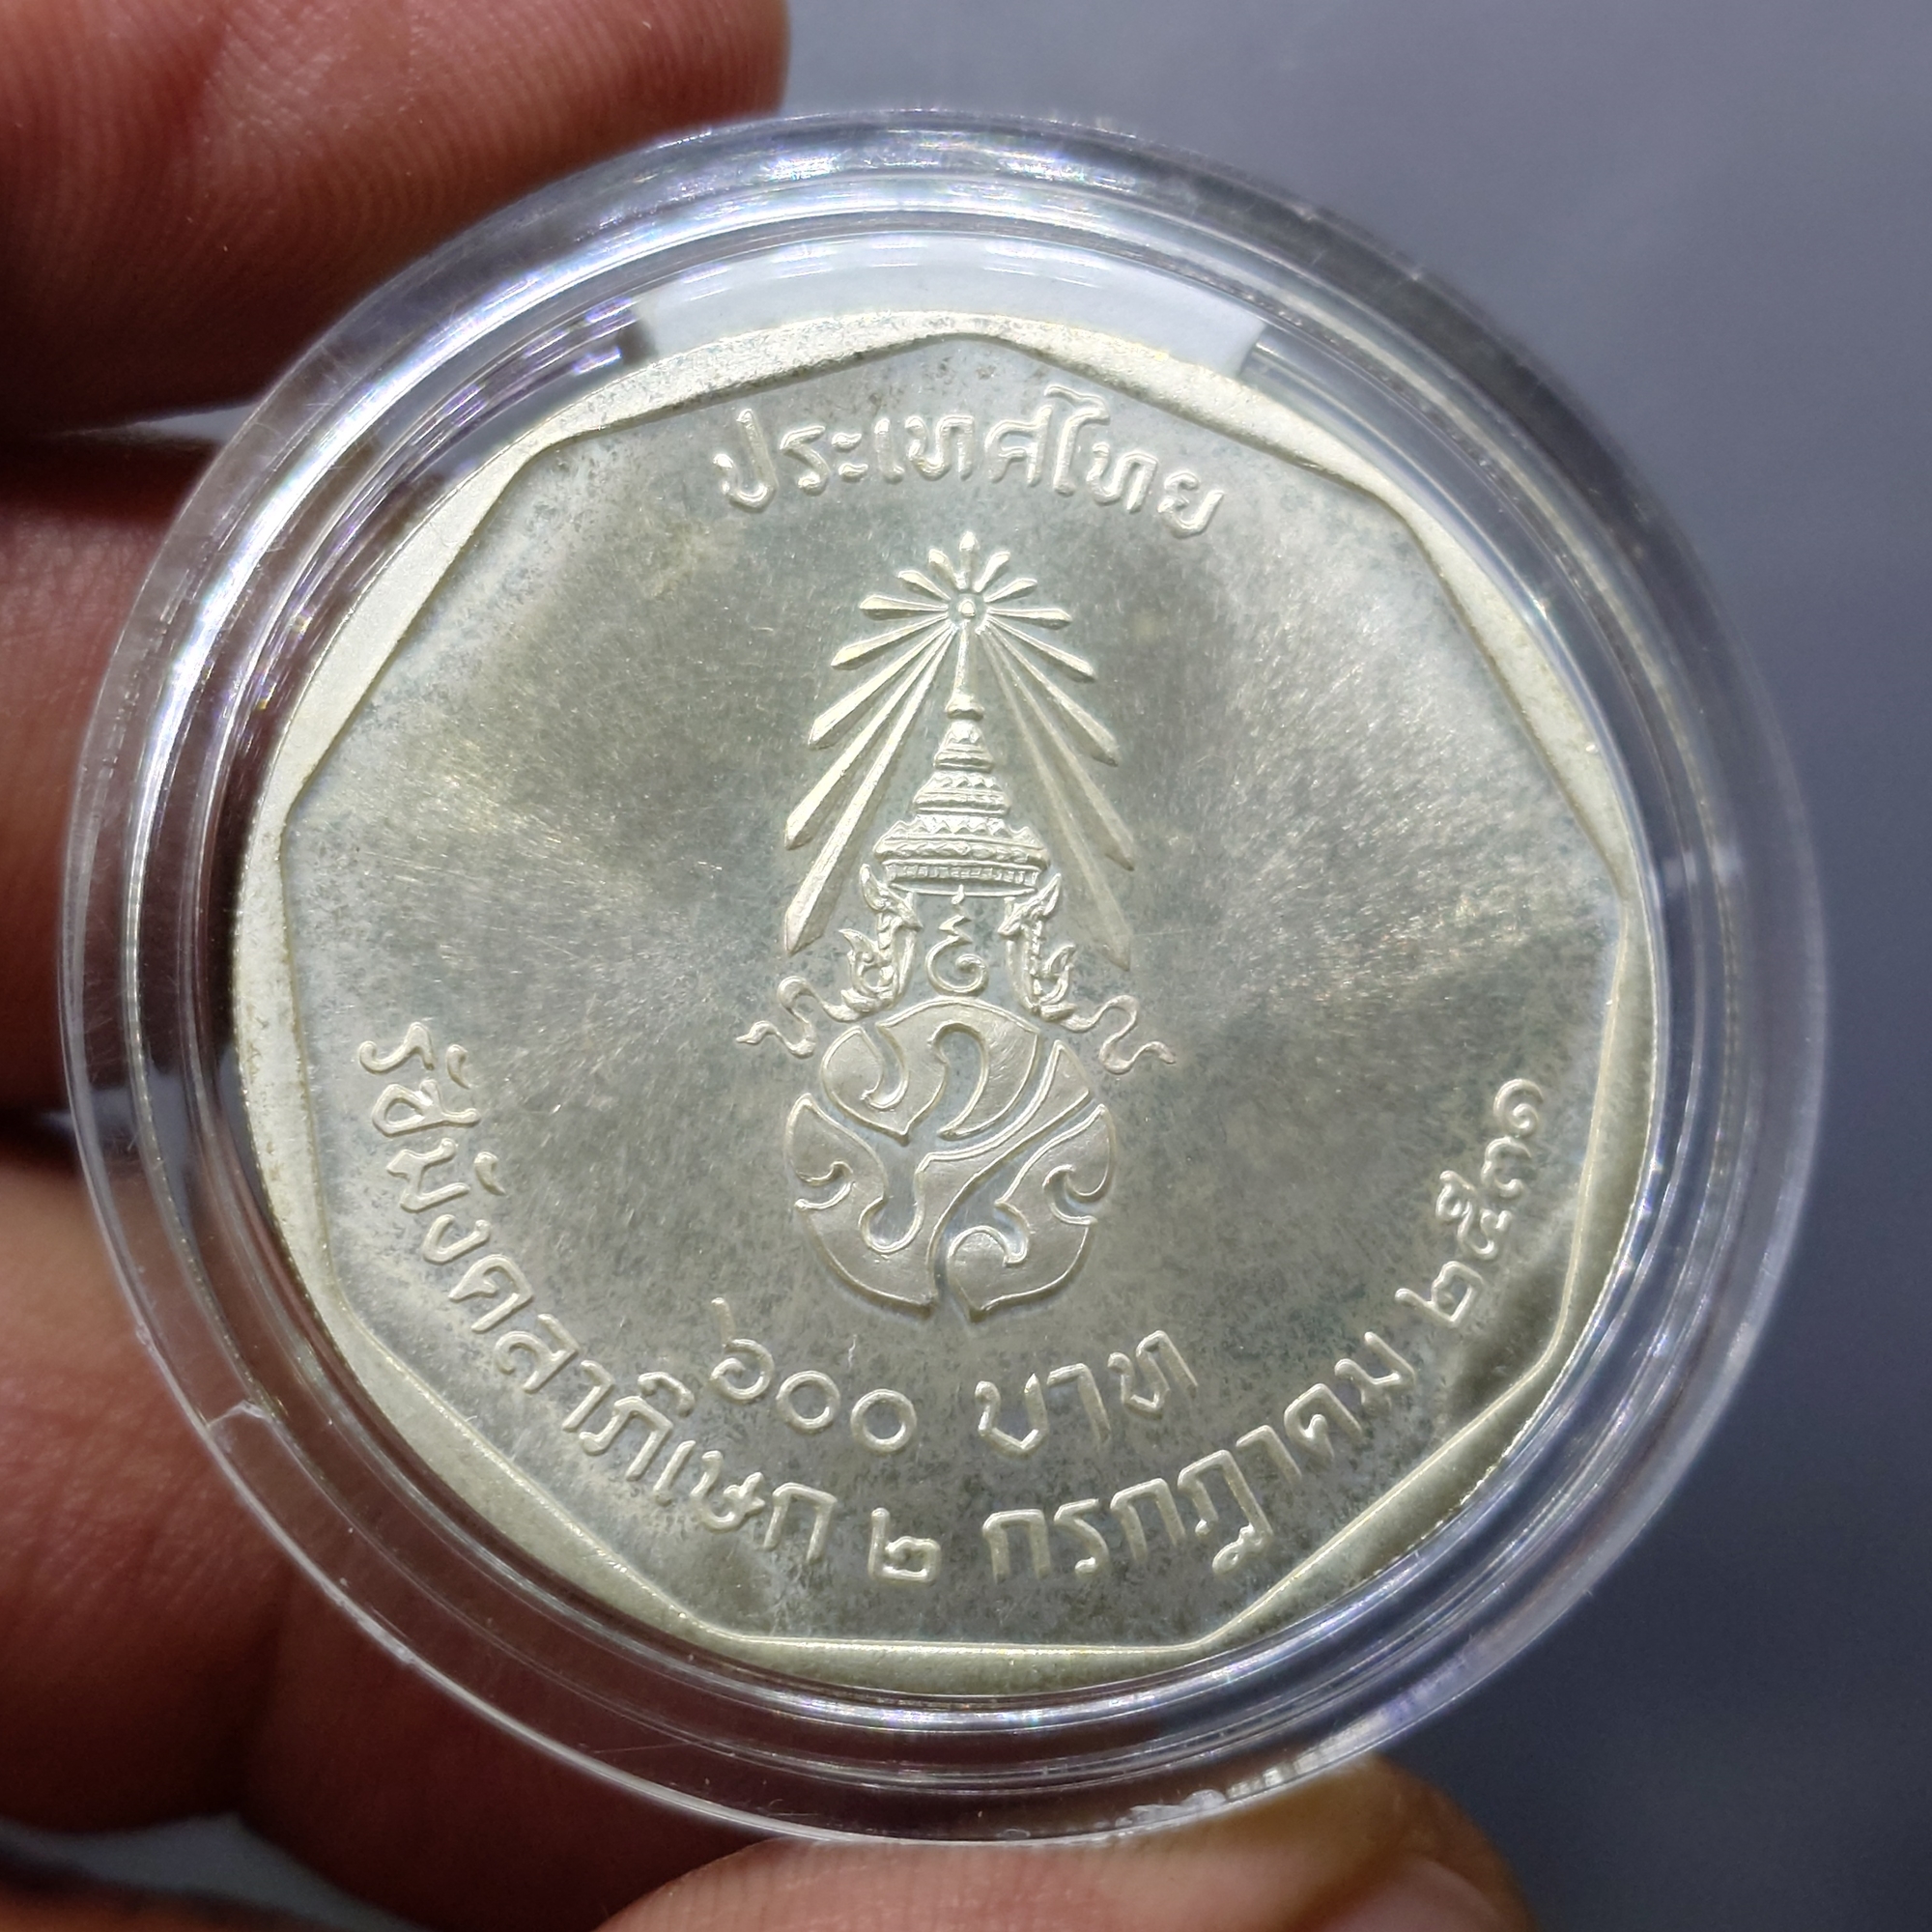 ประเทศไทย
๖๐๐ บาท
รัชมังคลาภิเษก ๒ กรกฎาคม ๒๕๓๑